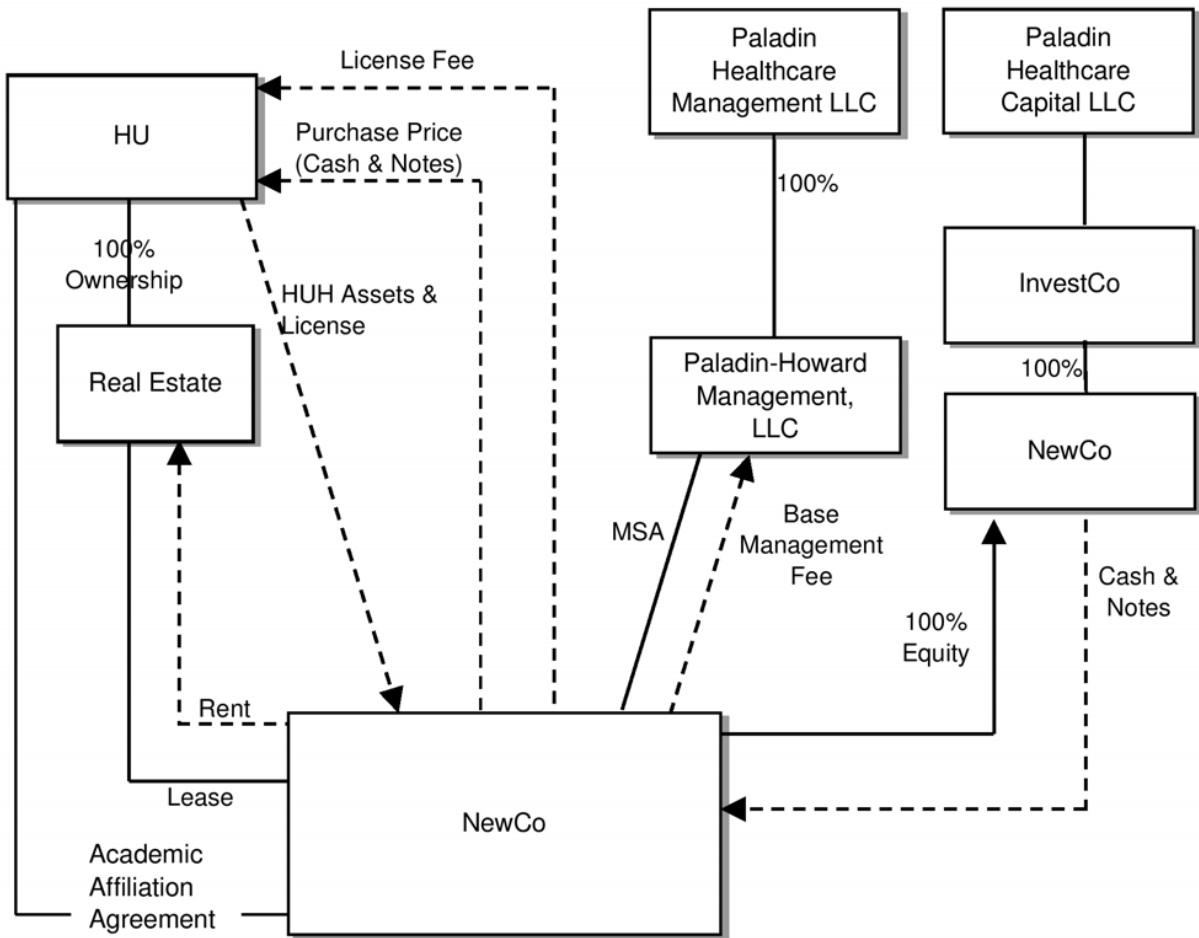 Paladin
Healthcare
Management LLC
Paladin
Healthcare
Capital LLC
License Fee
HU
Purchase Price
(Cash & Notes)
100%
100%
Ownership
HUH Assets &
License
InvestCo
Real Estate
Paladin-Howard
Management,
LLC
100%
NewCo
MSA
Base
Management
Fee
Cash &
Notes
100%
Equity
Rent
Lease
NewCo
Academic
Affiliation
Agreement